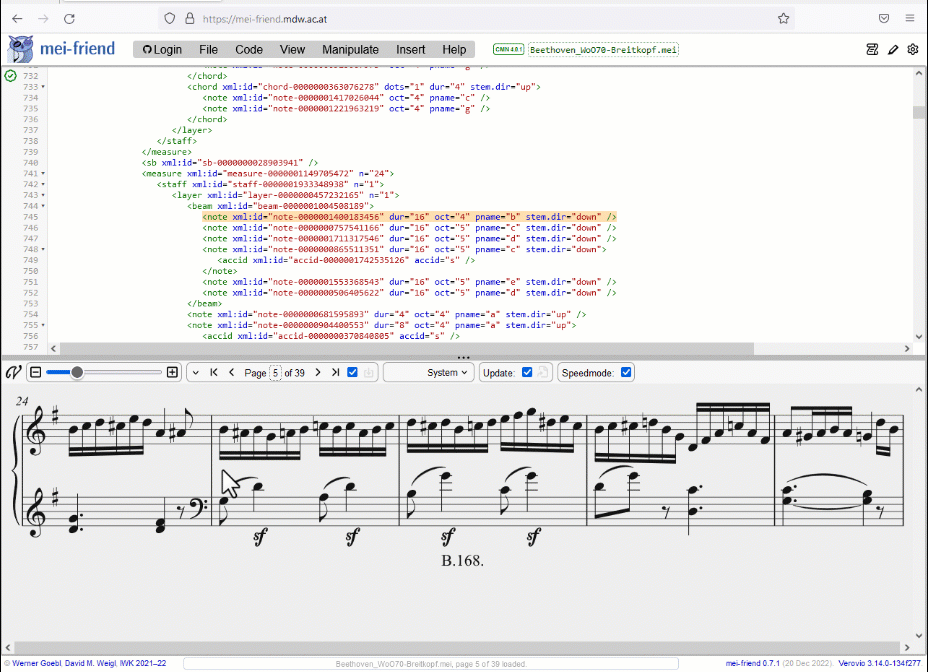 https://mei-friend.mdw.ac.at
mei-friend
Login File Code View Manipulate Insert Help
CMN 4.0.1 Beethoven_WoO70-Breitkopf.mei
732 </chord>
733 <chord xml:id="chord-0000000363076278" dots="1" dur="4" stem.dir="up">
734 <note xml:id="note-0000001417026044" oct="4" pname="c" />
735 <note xml:id="note-0000001221963219" oct="4" pname="g" />
736 </chord>
737 </layer>
738 </staff>
739 </measure>
740 <sb xml:id="sb-0000000028903941" />
741 <measure xml:id="measure-0000001149705472" n="24">
742 <staff xml:id="staff-0000001933348938" n="1">
743 <layer xml:id="layer-0000000457232165" n="1">
744 <beam xml:id="beam-0000001004508189">
745 <note xml:id="note-0000001400183456" dur="16" oct="4" pname="b" stem.dir="down" />
746 <note xml:id="note-0000000757541166" dur="16" oct="5" pname="c" stem.dir="down" />
747 <note xml:id="note-0000001711317546" dur="16" oct="5" pname="d" stem.dir="down" />
748 <note xml:id="note-0000000865511351" dur="16" oct="5" pname="c" stem.dir="down">
749 <accid xml:id="accid-0000001742535126" accid="s" />
750 </note>
751 <note xml:id="note-0000001553368543" dur="16" oct="5" pname="e" stem.dir="down" />
752 <note xml:id="note-0000000506405622" dur="16" oct="5" pname="d" stem.dir="down" />
753 </beam>
754 <note xml:id="note-0000000681595893" dur="4" oct="4" pname="a" stem.dir="up" />
755 <note xml:id="note-0000000904400553" dur="8" oct="4" pname="a" stem.dir="up">
756 <accid xml:id="accid-0000000370840805" accid="s" />
757
Page 5 of 39 System Update: Speedmode:
24
sf sf sf sf
B.168.
© Werner Goebl, David M. Weigl, IWK 2021–22 Beethoven_WoO70-Breitkopf.mei, page 5 of 39 loaded. mei-friend 0.7.1 (20 Dec 2022). Verovio 3.14.0-134f277